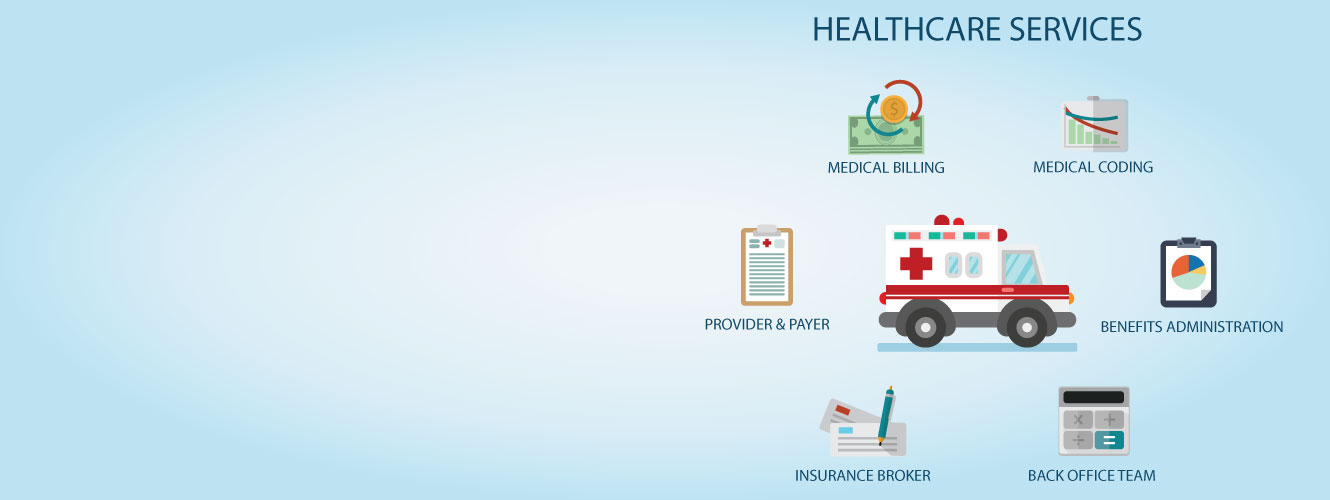 HEALTHCARE SERVICES
MEDICAL BILLING
MEDICAL CODING
PROVIDER & PAYER
BENEFITS ADMINISTRATION
INSURANCE BROKER
BACK OFFICE TEAM